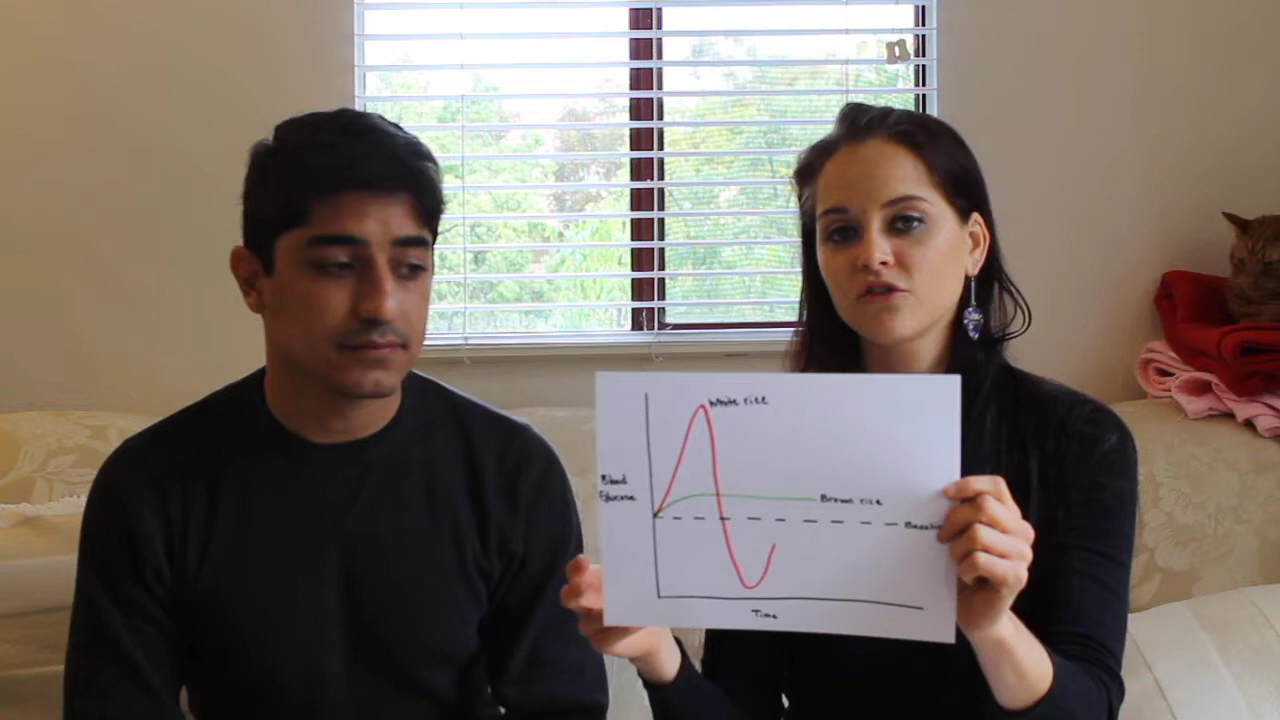 White rice
Blood
Glucose
Brown rice
Time